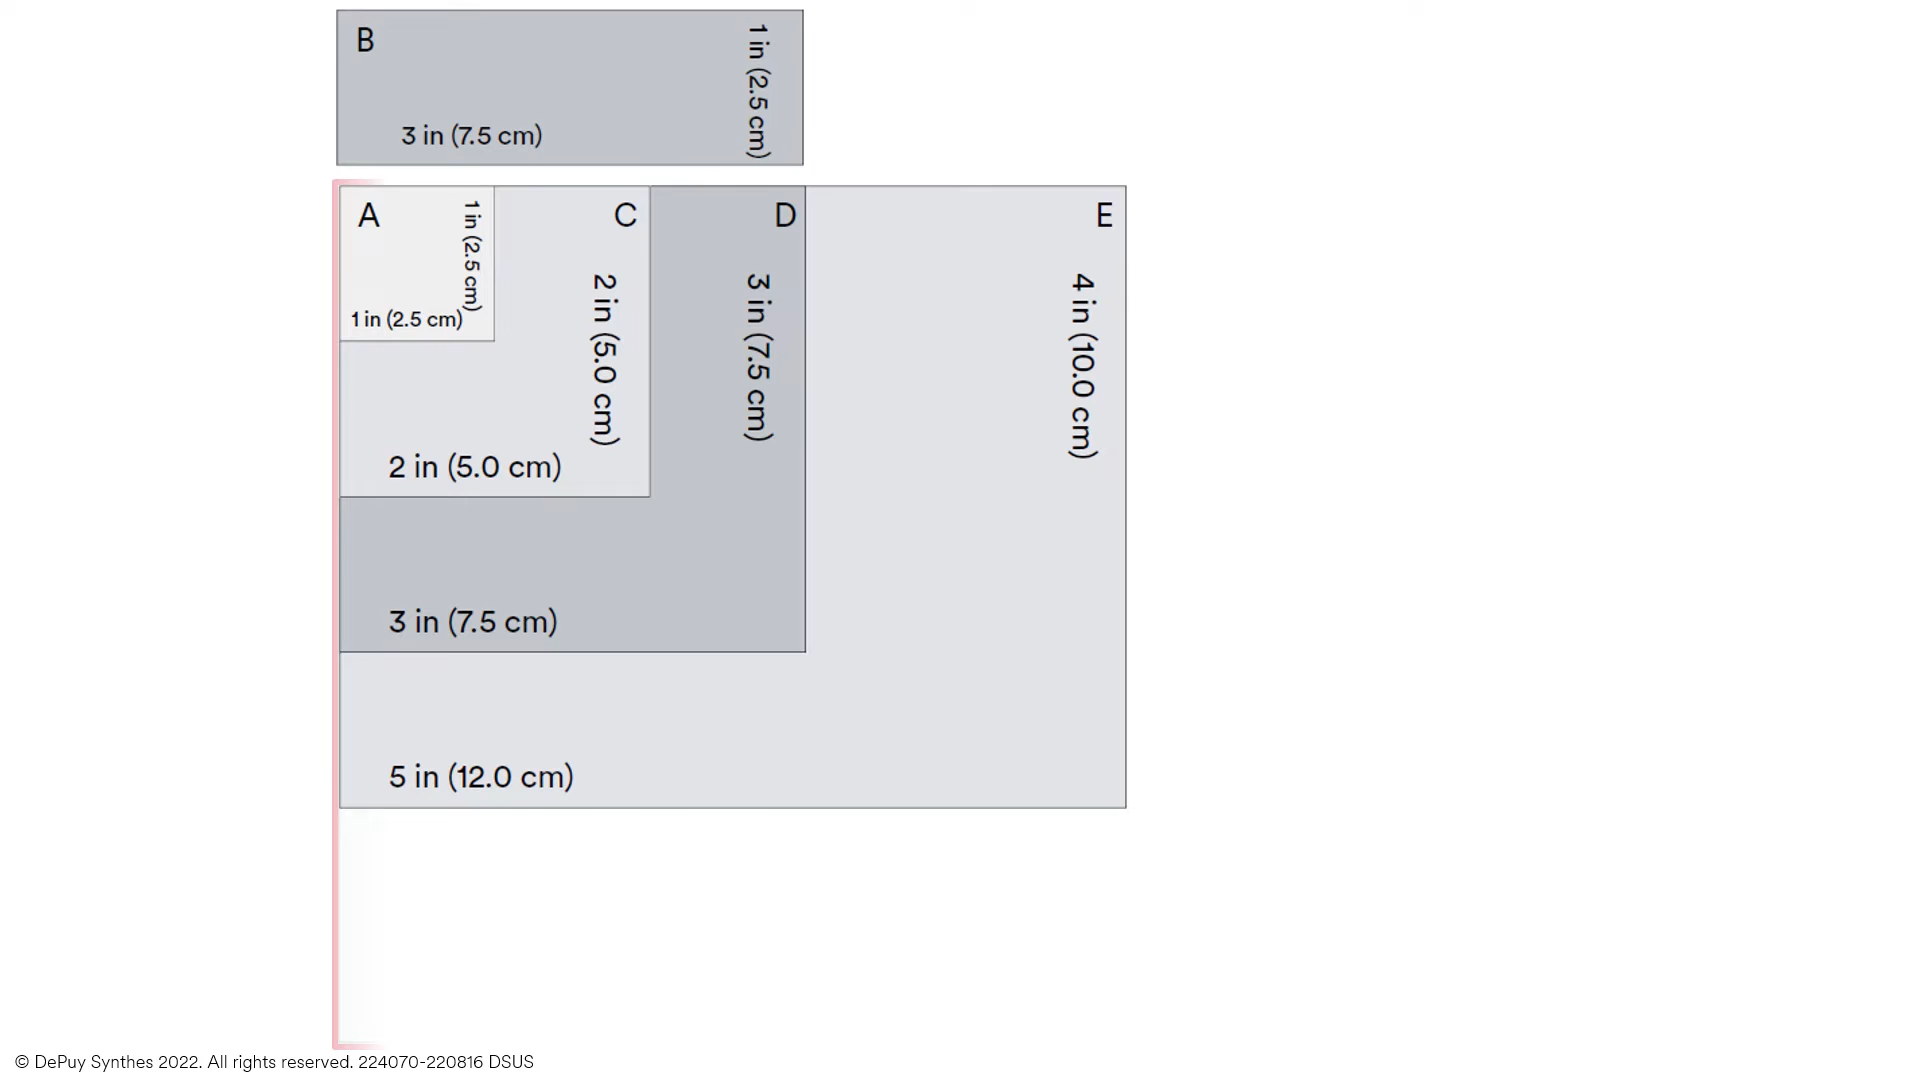 B
1 in (2.5 cm)
3 in (7.5 cm)
A
1 in (2.5 cm)
1 in (2.5 cm)
C
2 in (5.0 cm)
2 in (5.0 cm)
D
3 in (7.5 cm)
3 in (7.5 cm)
E
4 in (10.0 cm)
5 in (12.0 cm)
© DePuy Synthes 2022. All rights reserved. 224070-220816 DSUS